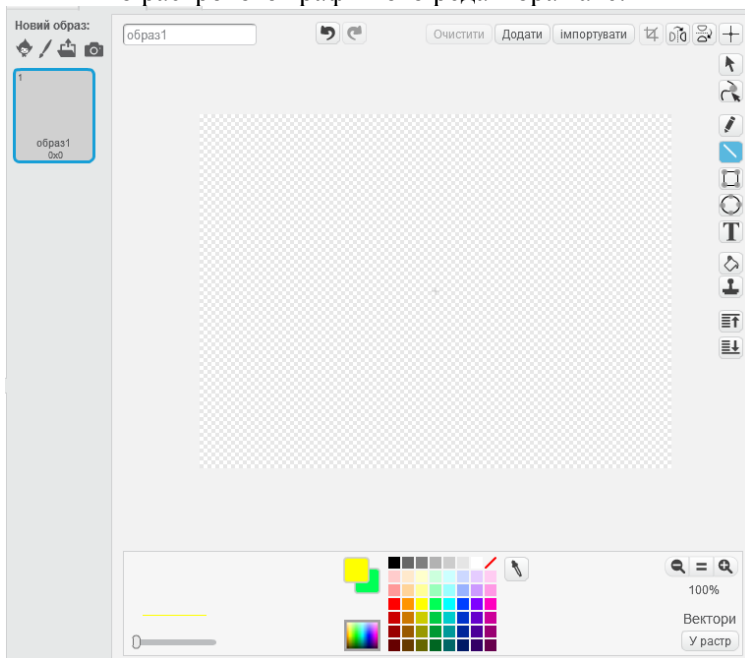 Новий образ:
образ1
Очистити
Додати
імпортувати
1
образ1
0x0
T
100%
Вектори
У растр